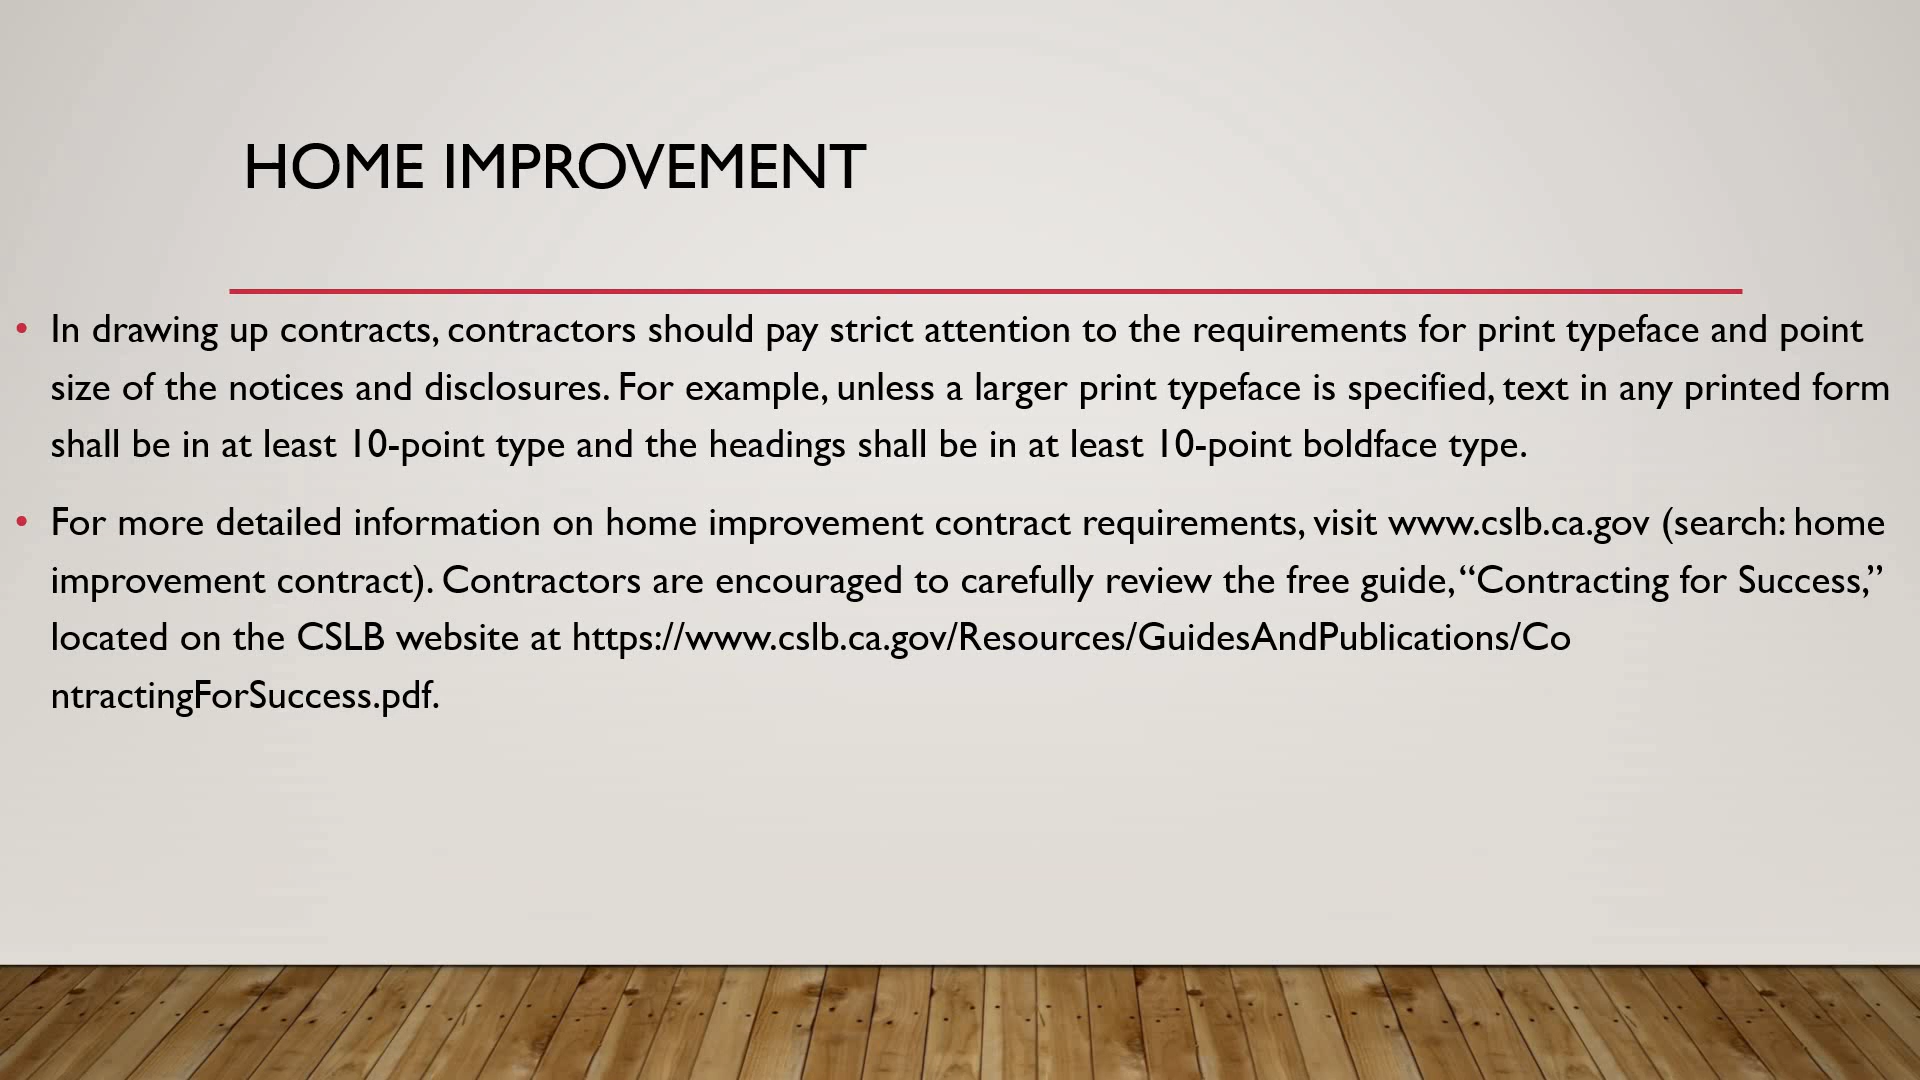 HOME IMPROVEMENT
• In drawing up contracts, contractors should pay strict attention to the requirements for print typeface and point
size of the notices and disclosures. For example, unless a larger print typeface is specified, text in any printed form
shall be in at least 10-point type and the headings shall be in at least 10-point boldface type.
• For more detailed information on home improvement contract requirements, visit www.cslb.ca.gov (search: home
improvement contract). Contractors are encouraged to carefully review the free guide, “Contracting for Success,”
located on the CSLB website at https://www.cslb.ca.gov/Resources/GuidesAndPublications/Co
ntractingForSuccess.pdf.